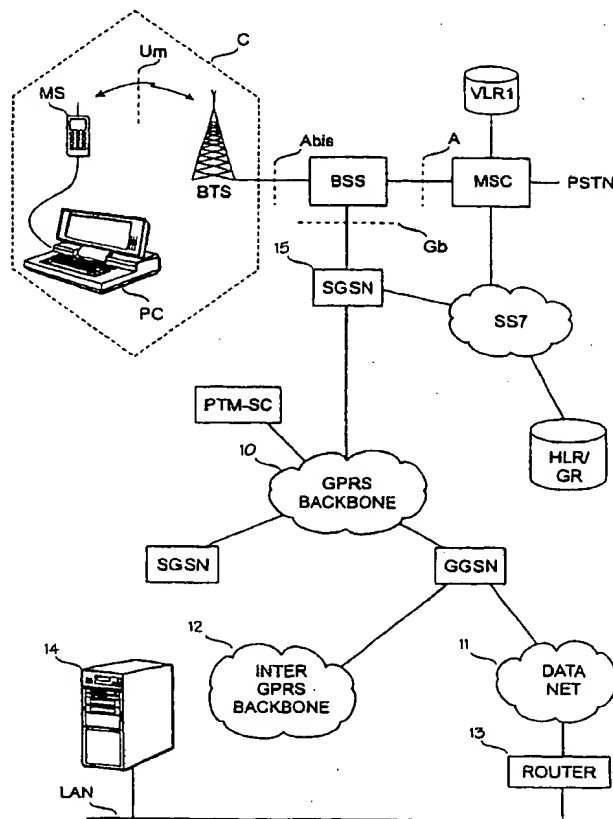 C
Um
MS
BTS
PC
Abis
BSS
A
VLR1
MSC
PSTN
Gb
15
SGSN
SS7
PTM-SC
10
GPRS
BACKBONE
HLR/
GR
SGSN
GGSN
12
INTER
GPRS
BACKBONE
11
DATA
NET
14
13
ROUTER
LAN